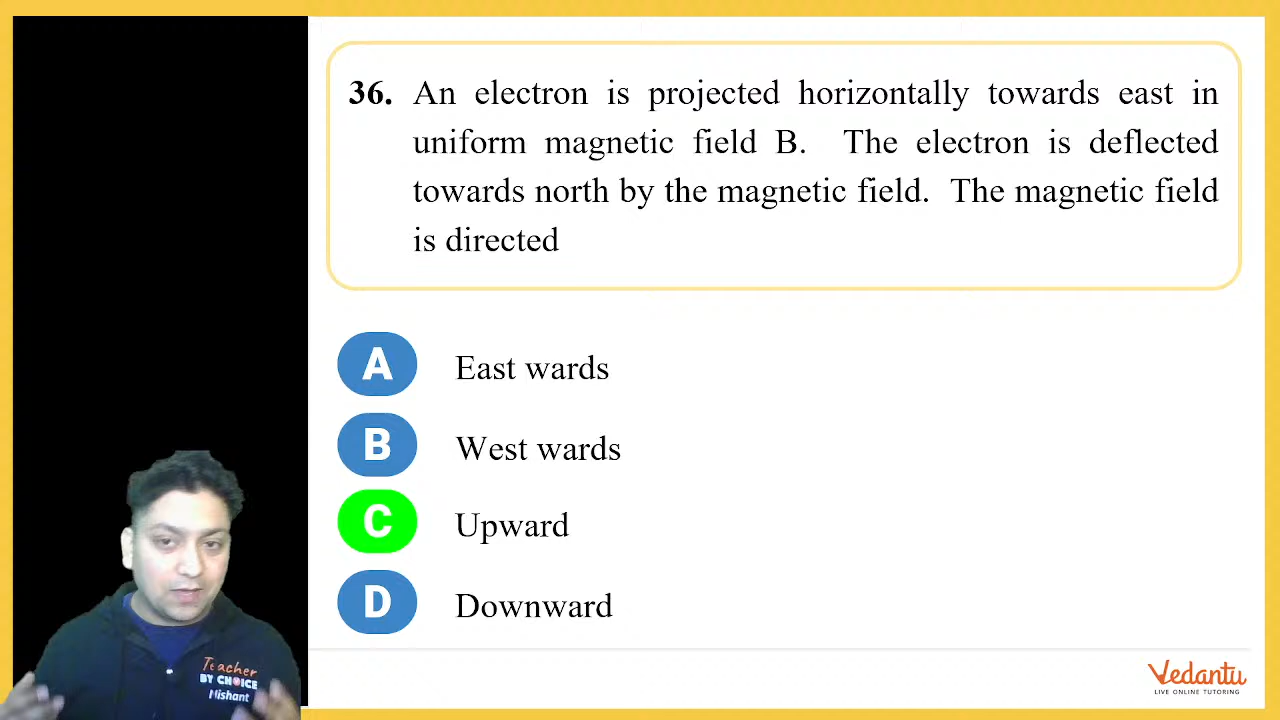 36. An electron is projected horizontally towards east in
uniform magnetic field B. The electron is deflected
towards north by the magnetic field. The magnetic field
is directed
A East wards
B West wards
C Upward
D Downward
Teacher
BY CHOICE
Mishant
Vedantu
LIVE ONLINE TUTORING